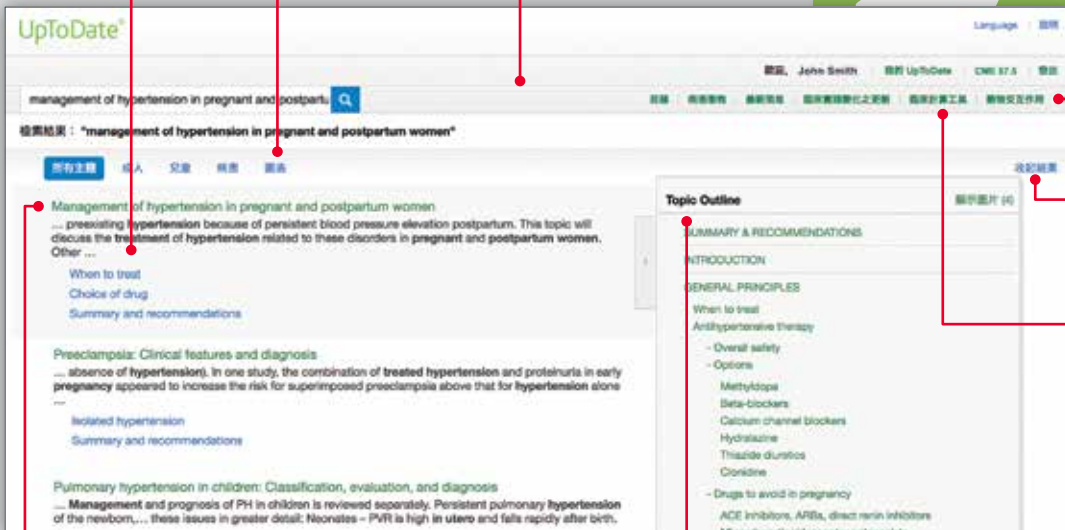 UpToDate®
Language 說明
歡迎, John Smith 我的 UpToDate CME 37.5 登出
management of hypertension in pregnant and postpartu
目錄 病患衛教 最新消息 臨床實踐變化之更新 臨床計算工具 藥物交互作用
檢索結果： "management of hypertension in pregnant and postpartum women"
所有主題 成人 兒童 病患 圖表
收起結果
Management of hypertension in pregnant and postpartum women
... preexisting hypertension because of persistent blood pressure elevation postpartum. This topic will
discuss the treatment of hypertension related to these disorders in pregnant and postpartum women.
Other ...
When to treat
Choice of drug
Summary and recommendations
Preeclampsia: Clinical features and diagnosis
... absence of hypertension). In one study, the combination of treated hypertension and proteinuria in early
pregnancy appeared to increase the risk for superimposed preeclampsia above that for hypertension alone
...
Isolated hypertension
Summary and recommendations
Pulmonary hypertension in children: Classification, evaluation, and diagnosis
... Management and prognosis of PH in children is reviewed separately. Persistent pulmonary hypertension
of the newborn,... these issues in greater detail: Neonates – PVR is high in utero and falls rapidly after birth.
Topic Outline 顯示圖片 (4)
SUMMARY & RECOMMENDATIONS
INTRODUCTION
GENERAL PRINCIPLES
When to treat
Antihypertensive therapy
- Overall safety
- Options
Methyldopa
Beta-blockers
Calcium channel blockers
Hydralazine
Thiazide diuretics
Clonidine
- Drugs to avoid in pregnancy
ACE inhibitors, ARBs, direct renin inhibitors